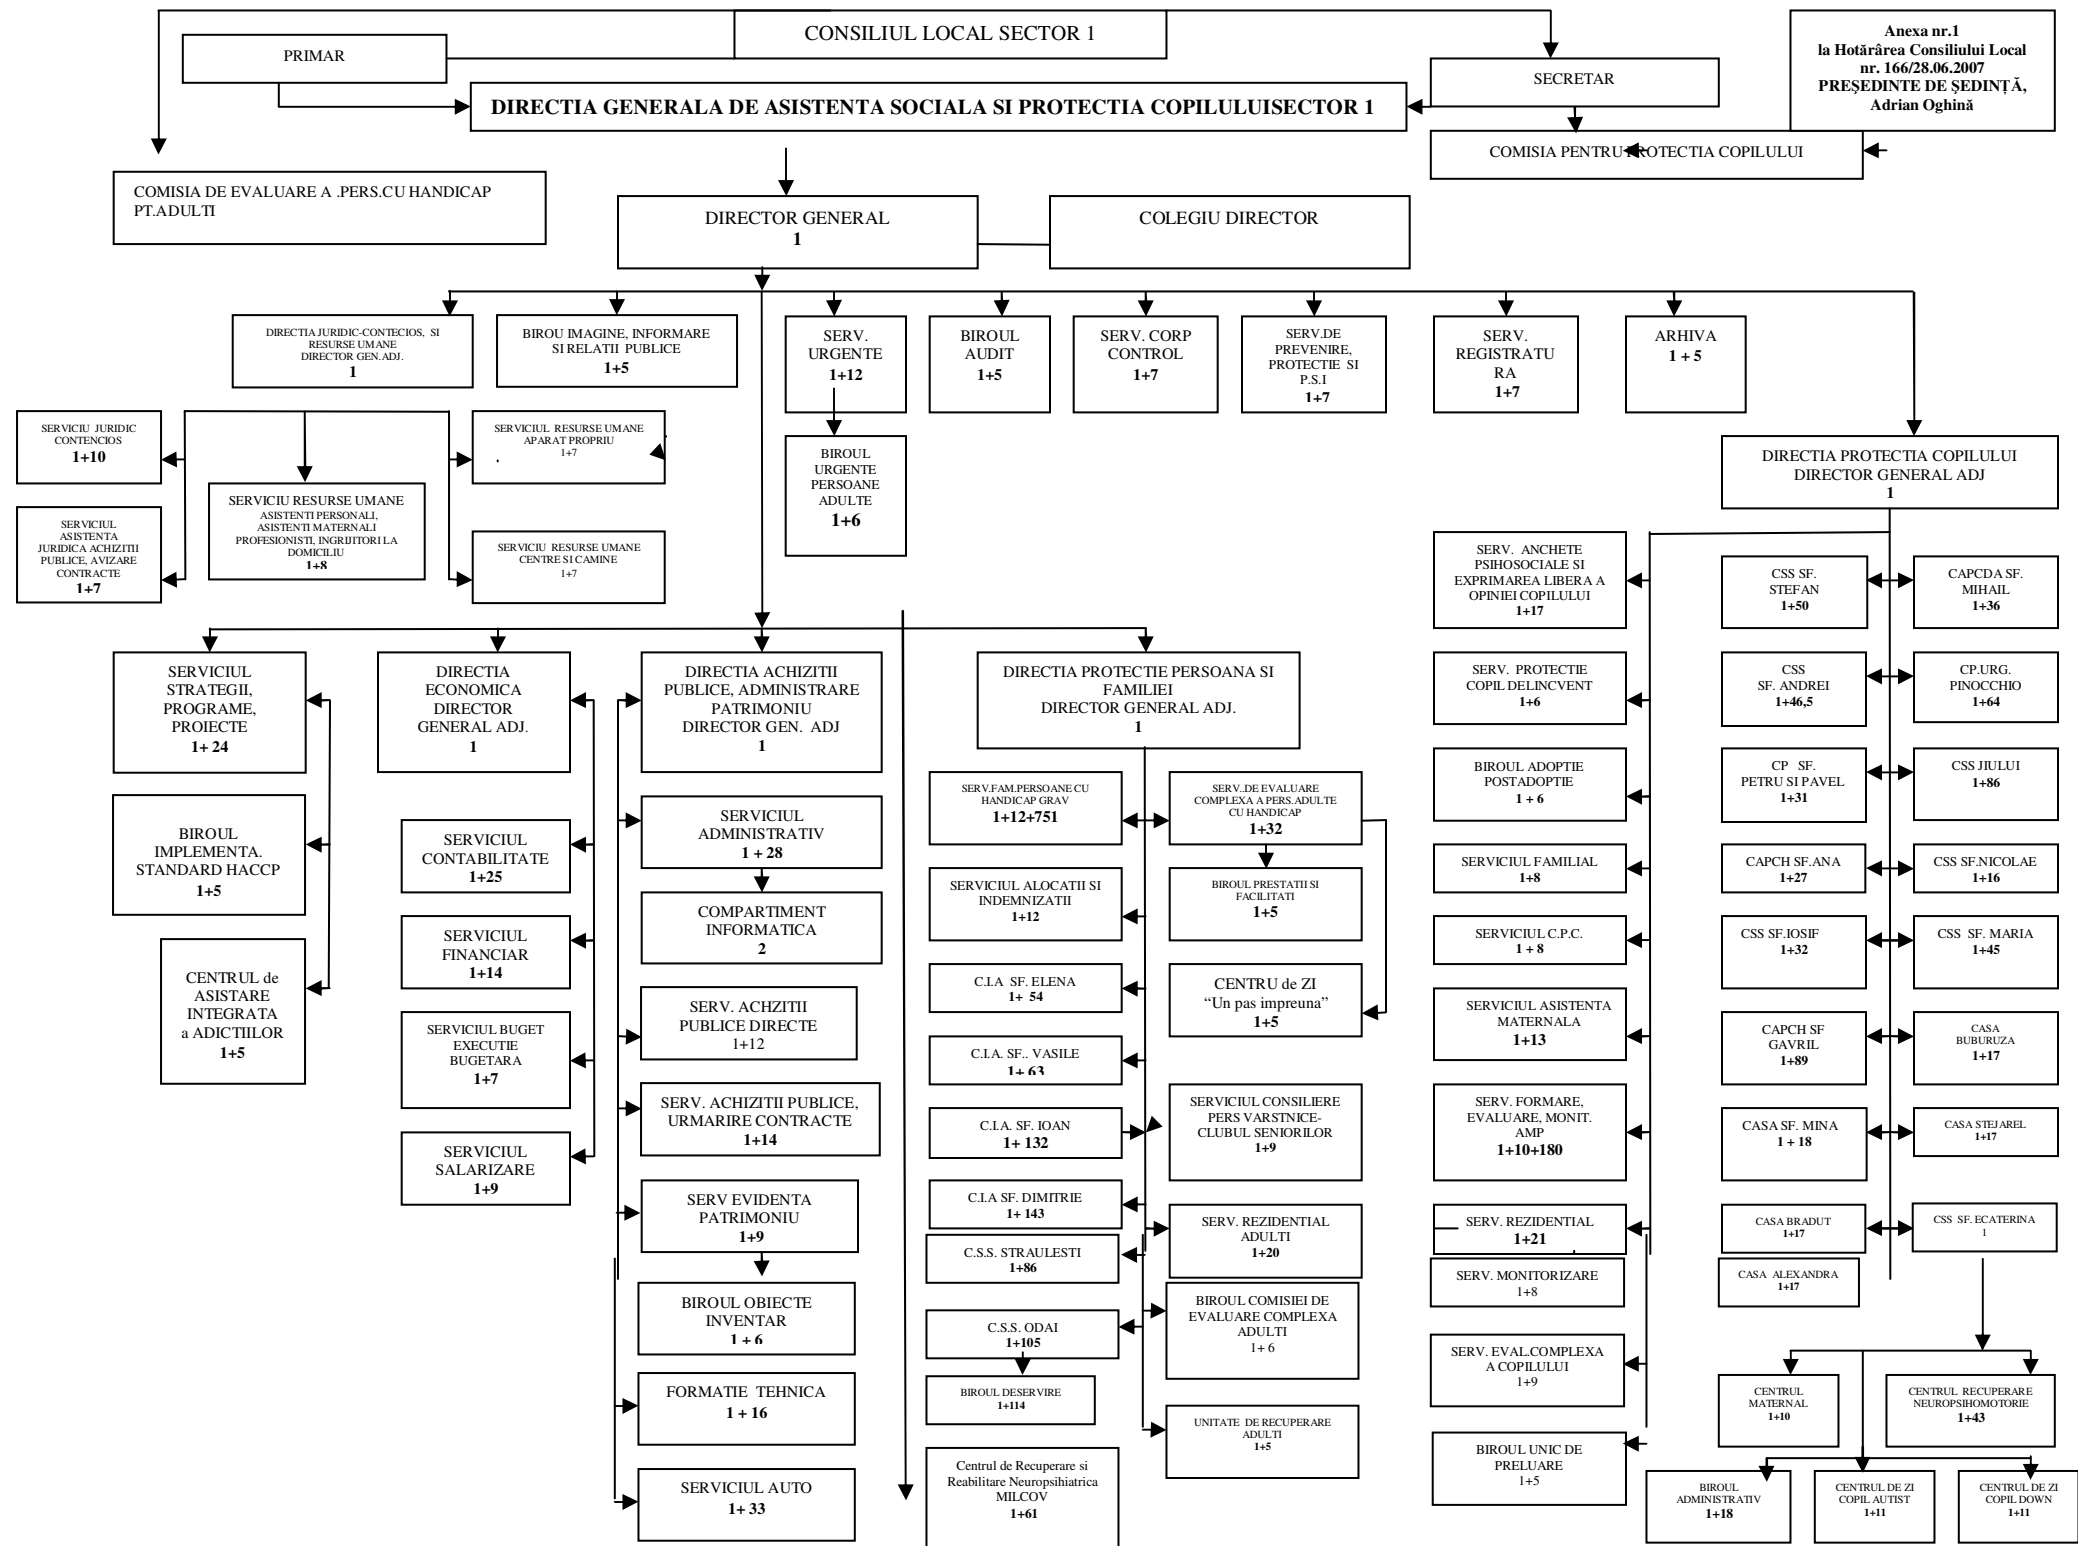 CONSILIUL LOCAL SECTOR 1
PRIMAR
SECRETAR
Anexa nr.1
la Hotărârea Consiliului Local
nr. 166/28.06.2007
PREŞEDINTE DE ŞEDINŢĂ,
Adrian Oghină
DIRECTIA GENERALA DE ASISTENTA SOCIALA SI PROTECTIA COPILULUISECTOR 1
COMISIA PENTRU PROTECTIA COPILULUI
COMISIA DE EVALUARE A .PERS.CU HANDICAP
PT.ADULTI
DIRECTOR GENERAL
1
COLEGIU DIRECTOR
DIRECTIA JURIDIC-CONTECIOS, SI
RESURSE UMANE
DIRECTOR GEN.ADJ.
1
BIROU IMAGINE, INFORMARE
SI RELATII PUBLICE
1+5
SERV.
URGENTE
1+12
BIROUL
AUDIT
1+5
SERV. CORP
CONTROL
1+7
SERV.DE
PREVENIRE,
PROTECTIE SI
P.S.I
1+7
SERV.
REGISTRATU
RA
1+7
ARHIVA
1 + 5
SERVICIU JURIDIC
CONTENCIOS
1+10
SERVICIUL RESURSE UMANE
APARAT PROPRIU
1+7
.
BIROUL
URGENTE
PERSOANE
ADULTE
1+6
DIRECTIA PROTECTIA COPILULUI
DIRECTOR GENERAL ADJ
1
SERVICIUL
ASISTENTA
JURIDICA ACHIZITII
PUBLICE, AVIZARE
CONTRACTE
1+7
SERVICIU RESURSE UMANE
ASISTENTI PERSONALI,
ASISTENTI MATERNALI
PROFESIONISTI, INGRIJITORI LA
DOMICILIU
1+8
SERVICIU RESURSE UMANE
CENTRE SI CAMINE
1+7
SERVICIUL
STRATEGII,
PROGRAME,
PROIECTE
1+ 24
BIROUL
IMPLEMENTA.
STANDARD HACCP
1+5
CENTRUL de
ASISTARE
INTEGRATA
a ADICTIILOR
1+5
DIRECTIA
ECONOMICA
DIRECTOR
GENERAL ADJ.
1
SERVICIUL
CONTABILITATE
1+25
SERVICIUL
FINANCIAR
1+14
SERVICIUL BUGET
EXECUTIE
BUGETARA
1+7
SERVICIUL
SALARIZARE
1+9
DIRECTIA ACHIZITII
PUBLICE, ADMINISTRARE
PATRIMONIU
DIRECTOR GEN. ADJ
1
SERVICIUL
ADMINISTRATIV
1 + 28
COMPARTIMENT
INFORMATICA
2
SERV. ACHZITII
PUBLICE DIRECTE
1+12
SERV. ACHIZITII PUBLICE,
URMARIRE CONTRACTE
1+14
SERV EVIDENTA
PATRIMONIU
1+9
BIROUL OBIECTE
INVENTAR
1 + 6
FORMATIE TEHNICA
1 + 16
SERVICIUL AUTO
1+ 33
DIRECTIA PROTECTIE PERSOANA SI
FAMILIEI
DIRECTOR GENERAL ADJ.
1
SERV.FAM.PERSOANE CU
HANDICAP GRAV
1+12+751
SERV..DE EVALUARE
COMPLEXA A PERS.ADULTE
CU HANDICAP
1+32
SERVICIUL ALOCATII SI
INDEMNIZATII
1+12
BIROUL PRESTATII SI
FACILITATI
1+5
C.I.A SF. ELENA
1+ 54
CENTRU de ZI
“Un pas impreuna”
1+5
C.I.A. SF.. VASILE
1+ 63
C.I.A. SF. IOAN
1+ 132
SERVICIUL CONSILIERE
PERS VARSTNICE-
CLUBUL SENIORILOR
1+9
C.I.A SF. DIMITRIE
1+ 143
SERV. REZIDENTIAL
ADULTI
1+20
C.S.S. STRAULESTI
1+86
BIROUL COMISIEI DE
EVALUARE COMPLEXA
ADULTI
1+ 6
C.S.S. ODAI
1+105
BIROUL DESERVIRE
1+114
UNITATE DE RECUPERARE
ADULTI
1+5
Centrul de Recuperare si
Reabilitare Neuropsihiatrica
MILCOV
1+61
SERV. ANCHETE
PSIHOSOCIALE SI
EXPRIMAREA LIBERA A
OPINIEI COPILULUI
1+17
SERV. PROTECTIE
COPIL DELINCVENT
1+6
BIROUL ADOPTIE
POSTADOPTIE
1 + 6
SERVICIUL FAMILIAL
1+8
SERVICIUL C.P.C.
1 + 8
SERVICIUL ASISTENTA
MATERNALA
1+13
SERV. FORMARE,
EVALUARE, MONIT.
AMP
1+10+180
SERV. REZIDENTIAL
1+21
SERV. MONITORIZARE
1+8
SERV. EVAL.COMPLEXA
A COPILULUI
1+9
BIROUL UNIC DE
PRELUARE
1+5
CSS SF.
STEFAN
1+50
CAPCDA SF.
MIHAIL
1+36
CSS
SF. ANDREI
1+46,5
CP.URG.
PINOCCHIO
1+64
CP SF.
PETRU SI PAVEL
1+31
CSS JIULUI
1+86
CAPCH SF.ANA
1+27
CSS SF.NICOLAE
1+16
CSS SF.IOSIF
1+32
CSS SF. MARIA
1+45
CAPCH SF
GAVRIL
1+89
CASA
BUBURUZA
1+17
CASA SF. MINA
1 + 18
CASA STEJAREL
1+17
CASA BRADUT
1+17
CSS SF. ECATERINA
1
CASA ALEXANDRA
1+17
CENTRUL
MATERNAL
1+10
CENTRUL RECUPERARE
NEUROPSIHOMOTORIE
1+43
BIROUL
ADMINISTRATIV
1+18
CENTRUL DE ZI
COPIL AUTIST
1+11
CENTRUL DE ZI
COPIL DOWN
1+11